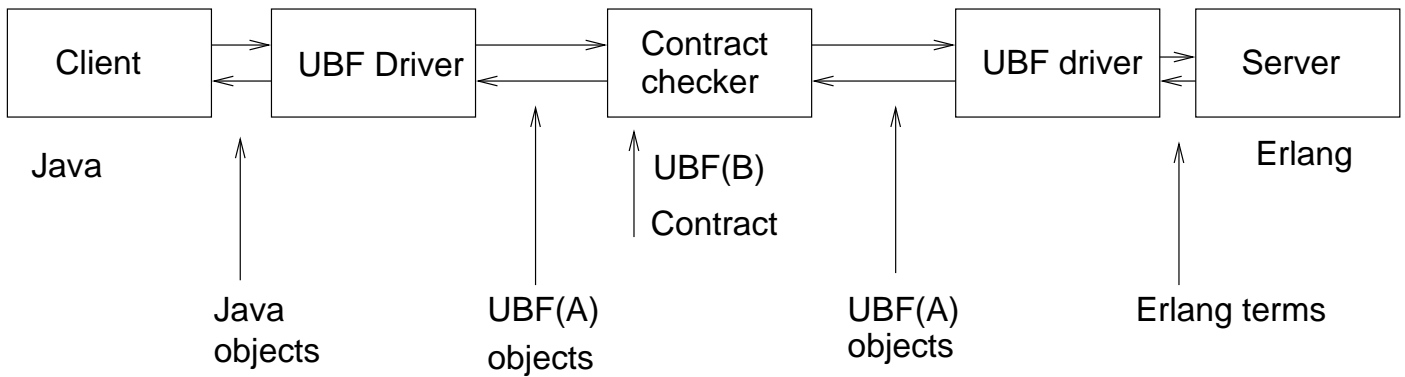 Client
UBF Driver
Contract
checker
UBF driver
Server
Java
UBF(B)
Contract
Erlang
Java
objects
UBF(A)
objects
UBF(A)
objects
Erlang terms